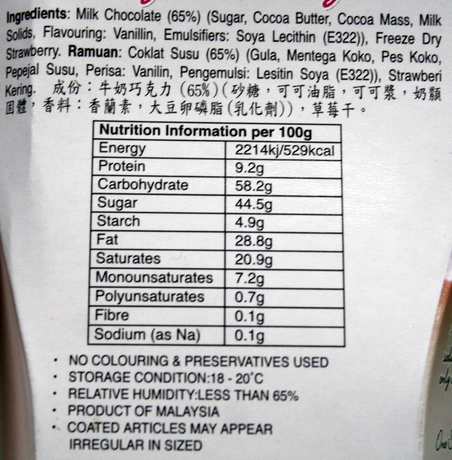 Ingredients: Milk Chocolate (65%) (Sugar, Cocoa Butter, Cocoa Mass, Milk
Solids, Flavouring: Vanillin, Emulsifiers: Soya Lecithin (E322)), Freeze Dry
Strawberry. Ramuan: Coklat Susu (65%) (Gula, Mentega Koko, Pes Koko,
Pepejal Susu, Perisa: Vanilin, Pengemulsi: Lesitin Soya (E322)), Strawberi
Kering. 成份：牛奶巧克力 (65%)(砂糖，可可油脂，可可漿，奶顆
固體，香料：香蘭素，大豆卵磷脂(乳化劑))，草莓干。
Nutrition Information per 100g
Energy 2214kj/529kcal
Protein 9.2g
Carbohydrate 58.2g
Sugar 44.5g
Starch 4.9g
Fat 28.8g
Saturates 20.9g
Monounsaturates 7.2g
Polyunsaturates 0.7g
Fibre 0.1g
Sodium (as Na) 0.1g
• NO COLOURING & PRESERVATIVES USED
• STORAGE CONDITION:18 - 20°C
• RELATIVE HUMIDITY:LESS THAN 65%
• PRODUCT OF MALAYSIA
• COATED ARTICLES MAY APPEAR
IRREGULAR IN SIZED